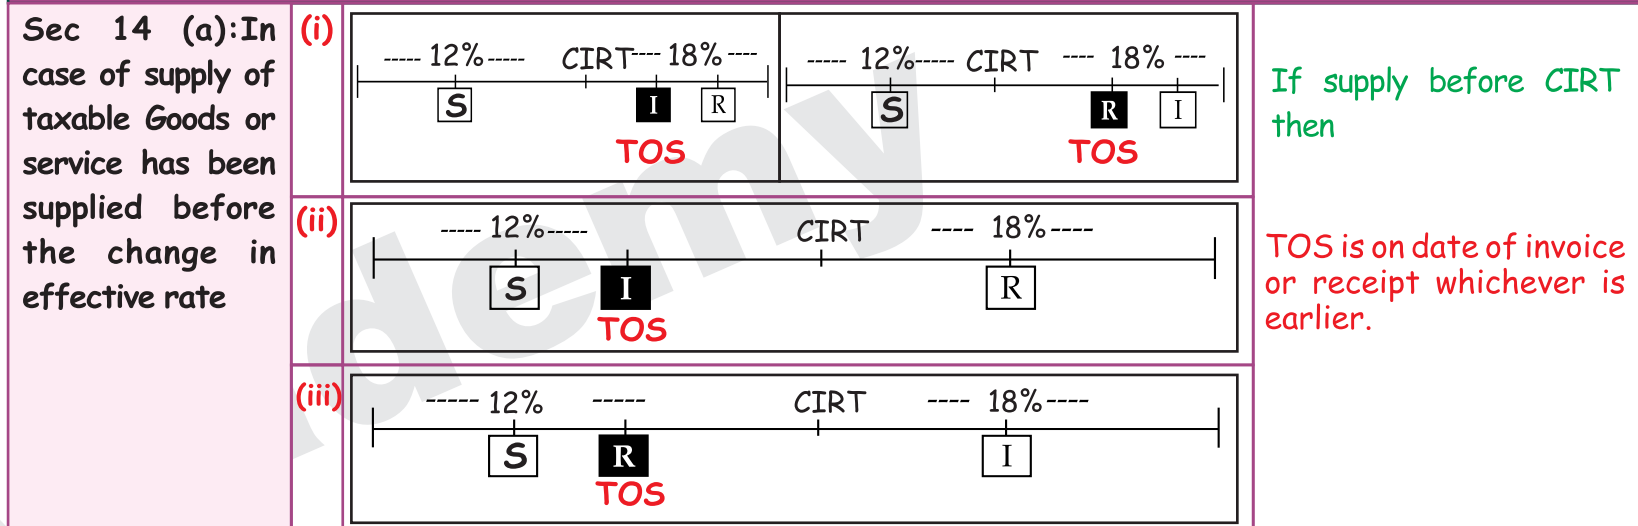 Sec 14 (a):In
case of supply of
taxable Goods or
service has been
supplied before
the change in
effective rate
(i)
----- 12%----- CIRT---- 18% ----
S I R
TOS
----- 12%----- CIRT ---- 18% ----
S R I
TOS
If supply before CIRT
then
(ii)
----- 12%----- CIRT ---- 18%----
S I R
TOS
TOS is on date of invoice
or receipt whichever is
earlier.
(iii)
----- 12% ----- CIRT ---- 18%----
S R I
TOS
demy